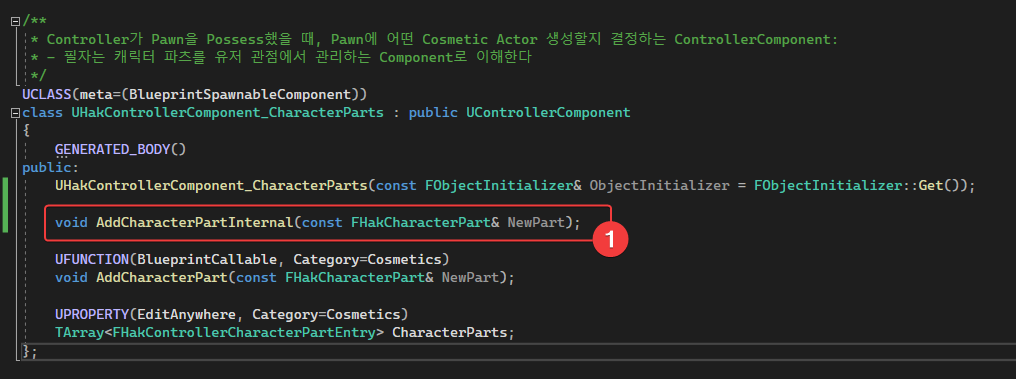 /**
* Controller가 Pawn을 Possess했을 때, Pawn에 어떤 Cosmetic Actor 생성할지 결정하는 ControllerComponent:
* - 필자는 캐릭터 파츠를 유저 관점에서 관리하는 Component로 이해한다
*/
UCLASS(meta=(BlueprintSpawnableComponent))
class UHakControllerComponent_CharacterParts : public UControllerComponent
{
GENERATED_BODY()
public:
UHakControllerComponent_CharacterParts(const FObjectInitializer& ObjectInitializer = FObjectInitializer::Get());
void AddCharacterPartInternal(const FHakCharacterPart& NewPart);
1
UFUNCTION(BlueprintCallable, Category=Cosmetics)
void AddCharacterPart(const FHakCharacterPart& NewPart);
UPROPERTY(EditAnywhere, Category=Cosmetics)
TArray<FHakControllerCharacterPartEntry> CharacterParts;
};